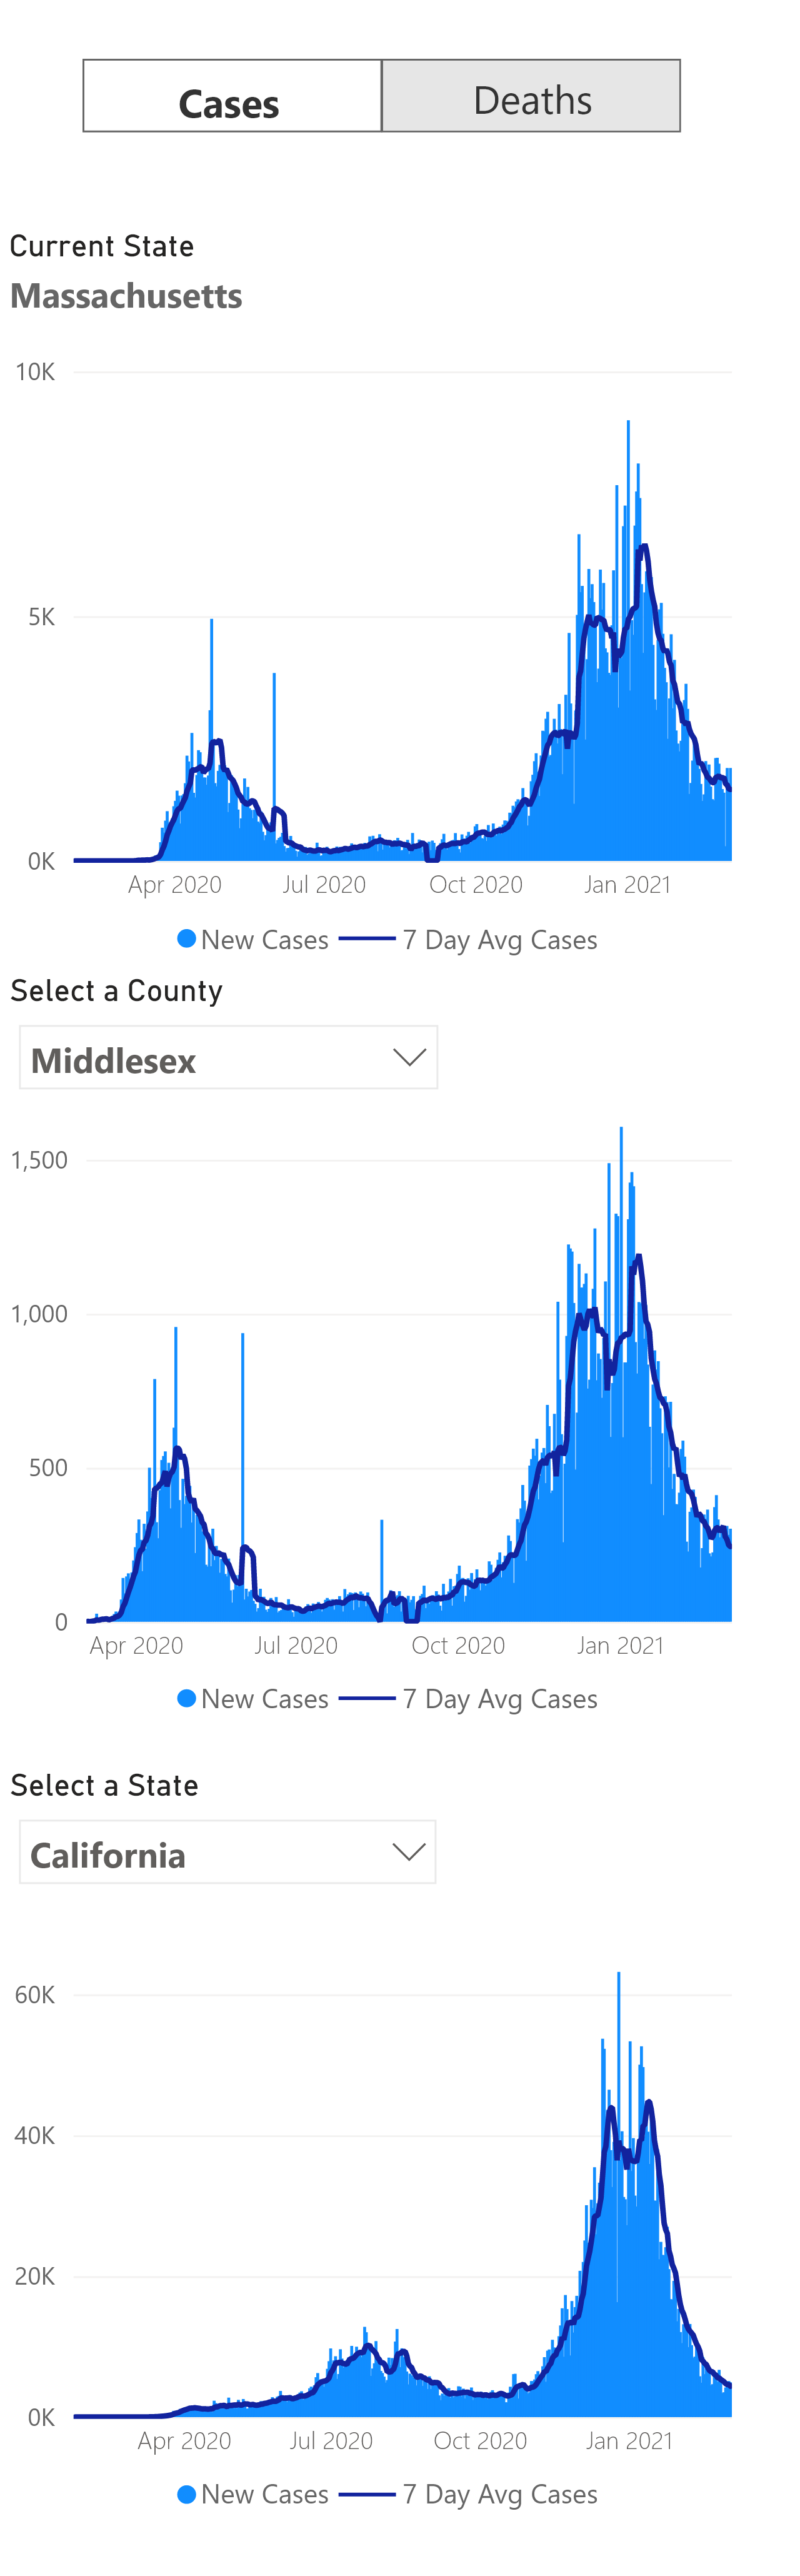 Cases Deaths
Current State
Massachusetts
10K
5K
0K
Apr 2020 Jul 2020 Oct 2020 Jan 2021
New Cases 7 Day Avg Cases
Select a County
Middlesex
1,500
1,000
500
0
Apr 2020 Jul 2020 Oct 2020 Jan 2021
New Cases 7 Day Avg Cases
Select a State
California
60K
40K
20K
0K
Apr 2020 Jul 2020 Oct 2020 Jan 2021
New Cases 7 Day Avg Cases